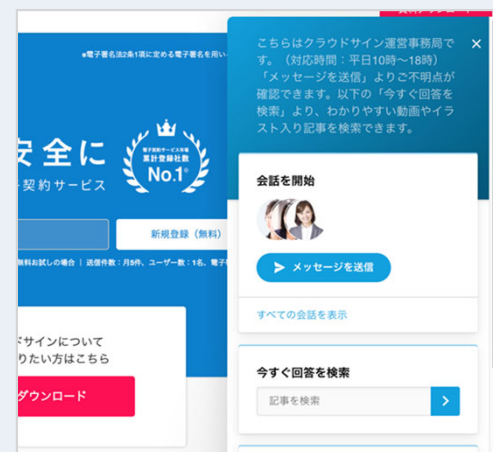 ※電子署名法2条1項に定める電子署名を用い
安全に
契約サービス
電子契約サービス市場
累計登録社数
No.1
新規登録（無料）
無料お試しの場合 | 送信件数：月5件、ユーザー数：1名、電子
ドサインについて
りたい方はこちら
ダウンロード
こちらはクラウドサイン運営事務局で
す。（対応時間：平日10時〜18時）
「メッセージを送信」よりご不明点が
確認できます。以下の「今すぐ回答を
検索」より、わかりやすい動画やイラ
スト入り記事を検索できます。
会話を開始
メッセージを送信
すべての会話を表示
今すぐ回答を検索
記事を検索